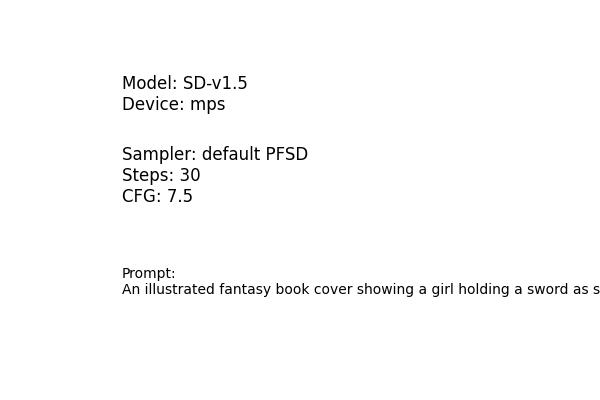 Model: SD-v1.5
Device: mps
Sampler: default PFSD
Steps: 30
CFG: 7.5
Prompt:
An illustrated fantasy book cover showing a girl holding a sword as s